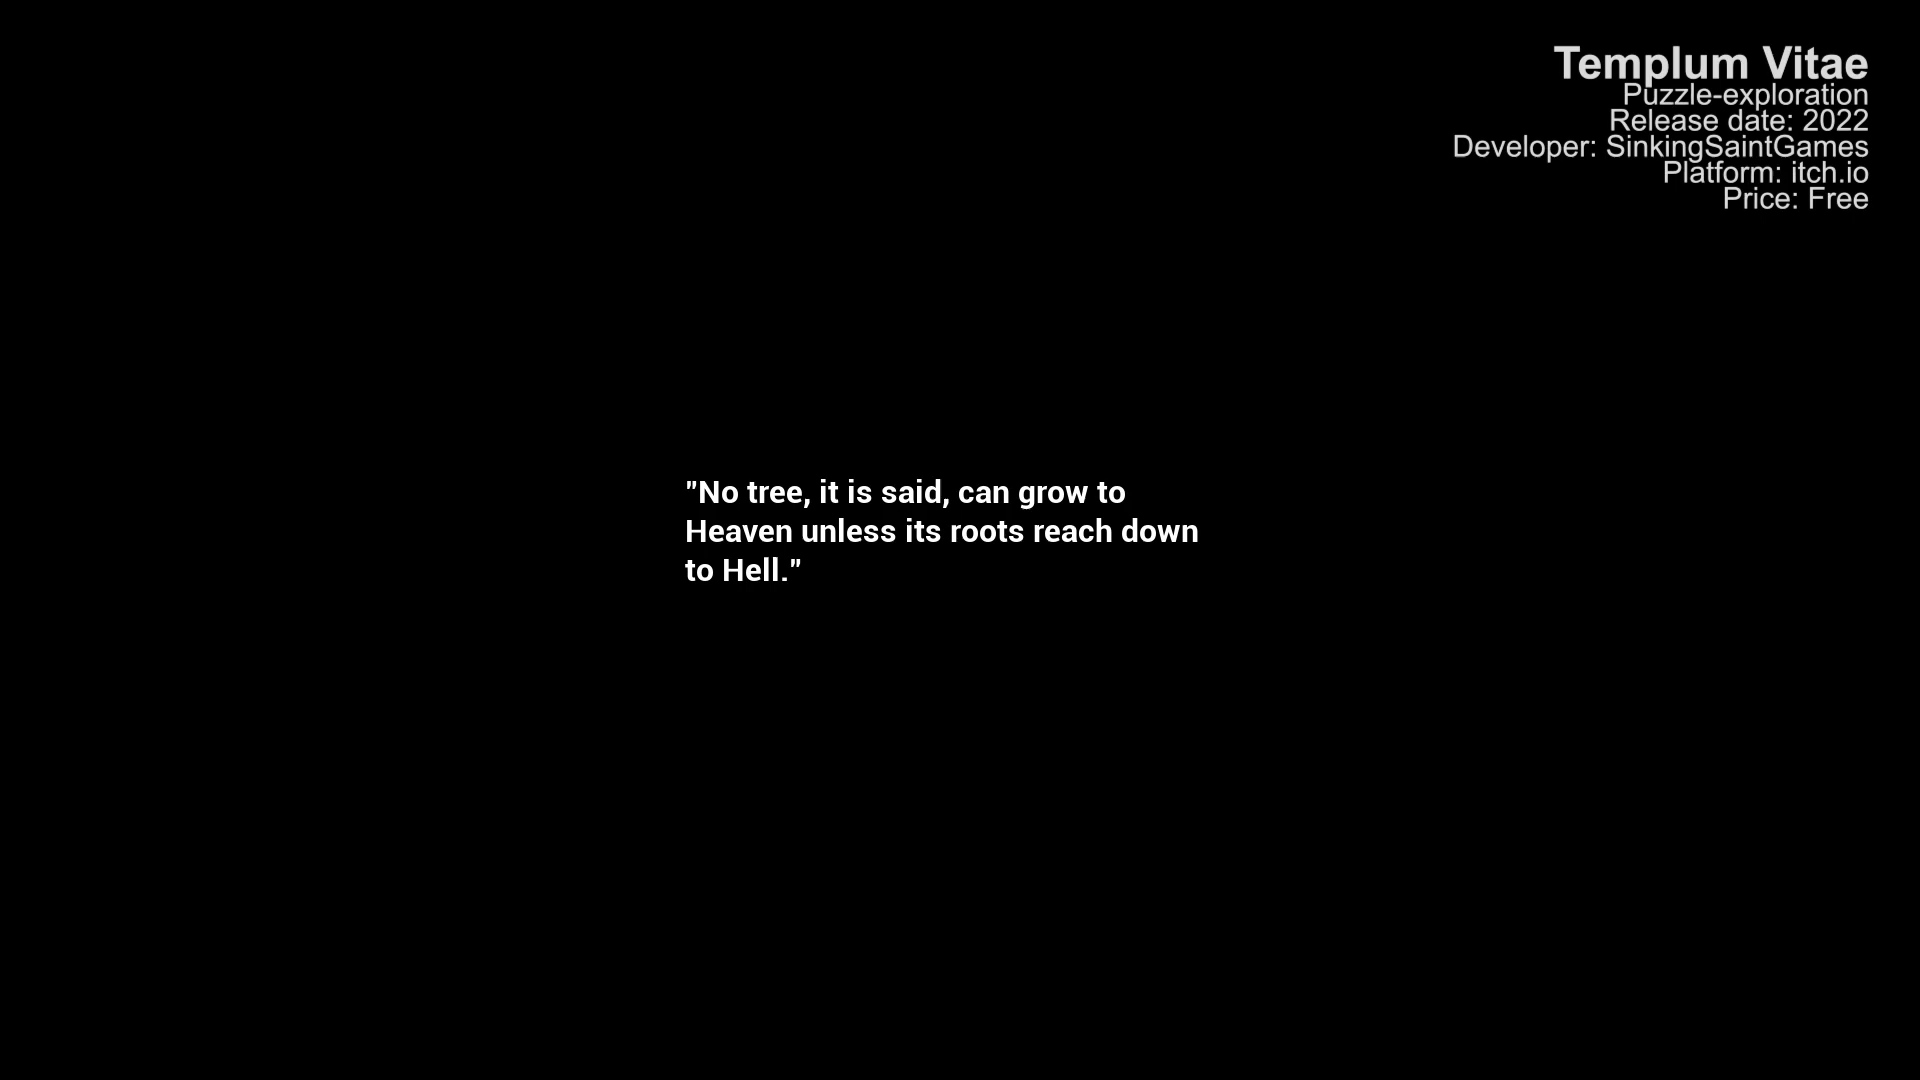 Templum Vitae
Puzzle-exploration
Release date: 2022
Developer: SinkingSaintGames
Platform: itch.io
Price: Free
"No tree, it is said, can grow to
Heaven unless its roots reach down
to Hell."